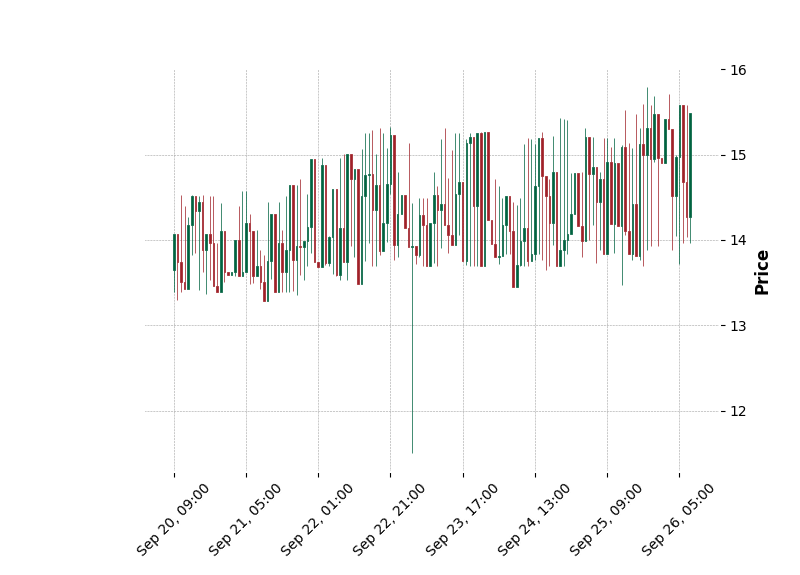 16
15
14
13
12
Price
Sep 20, 09:00
Sep 21, 05:00
Sep 22, 01:00
Sep 22, 21:00
Sep 23, 17:00
Sep 24, 13:00
Sep 25, 09:00
Sep 26, 05:00